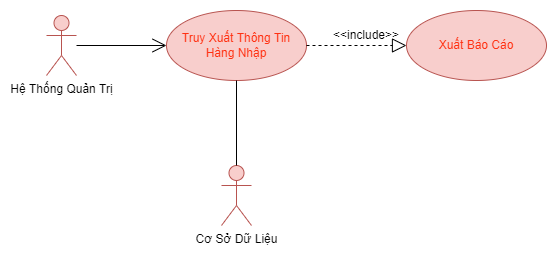 Truy Xuất Thông Tin
Hàng Nhập
<<include>>
Xuất Báo Cáo
Hệ Thống Quản Trị
Cơ Sở Dữ Liệu